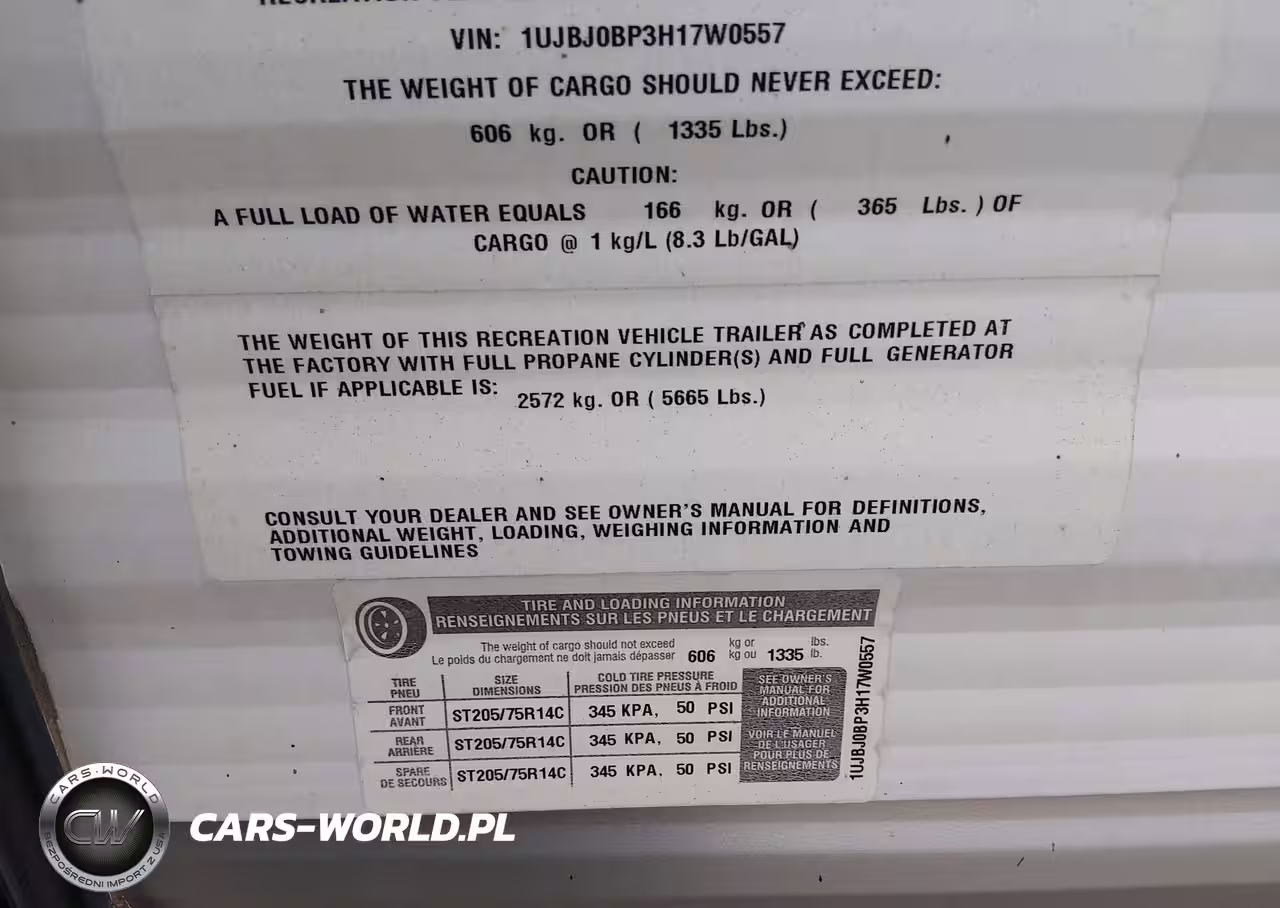 VIN: 1UJBJ0BP3H17W0557
THE WEIGHT OF CARGO SHOULD NEVER EXCEED:
606 kg. OR ( 1335 Lbs.)
CAUTION:
A FULL LOAD OF WATER EQUALS 166 kg. OR ( 365 Lbs. ) OF
CARGO @ 1 kg/L (8.3 Lb/GAL)
THE WEIGHT OF THIS RECREATION VEHICLE TRAILER AS COMPLETED AT
THE FACTORY WITH FULL PROPANE CYLINDER(S) AND FULL GENERATOR
FUEL IF APPLICABLE IS: 2572 kg. OR ( 5665 Lbs.)
CONSULT YOUR DEALER AND SEE OWNER'S MANUAL FOR DEFINITIONS,
ADDITIONAL WEIGHT, LOADING, WEIGHING INFORMATION AND
TOWING GUIDELINES
TIRE AND LOADING INFORMATION
RENSEIGNEMENTS SUR LES PNEUS ET LE CHARGEMENT
The weight of cargo should not exceed kg or lbs.
Le poids du chargement ne doit jamais dépasser 606 kg ou 1335 lb.
TIRE SIZE COLD TIRE PRESSURE
PNEU DIMENSIONS PRESSION DES PNEUS À FROID
FRONT
AVANT ST205/75R14C 345 KPA, 50 PSI
REAR
ARRIÈRE ST205/75R14C 345 KPA, 50 PSI
SPARE
DE SECOURS ST205/75R14C 345 KPA, 50 PSI
SEE OWNER'S
MANUAL FOR
ADDITIONAL
INFORMATION
VOIR LE MANUEL
DE L'USAGER
POUR PLUS DE
RENSEIGNEMENTS
1UJBJ0BP3H17W0557
CARS-WORLD
CW
BEZPOŚREDNI IMPORT Z USA
CARS-WORLD.PL